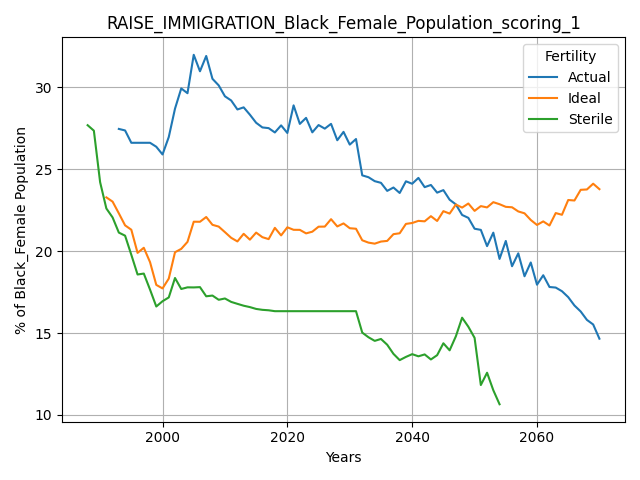 RAISE_IMMIGRATION_Black_Female_Population_scoring_1
Fertility
Actual
Ideal
Sterile
% of Black_Female Population
30
25
20
15
10
2000
2020
2040
2060
Years